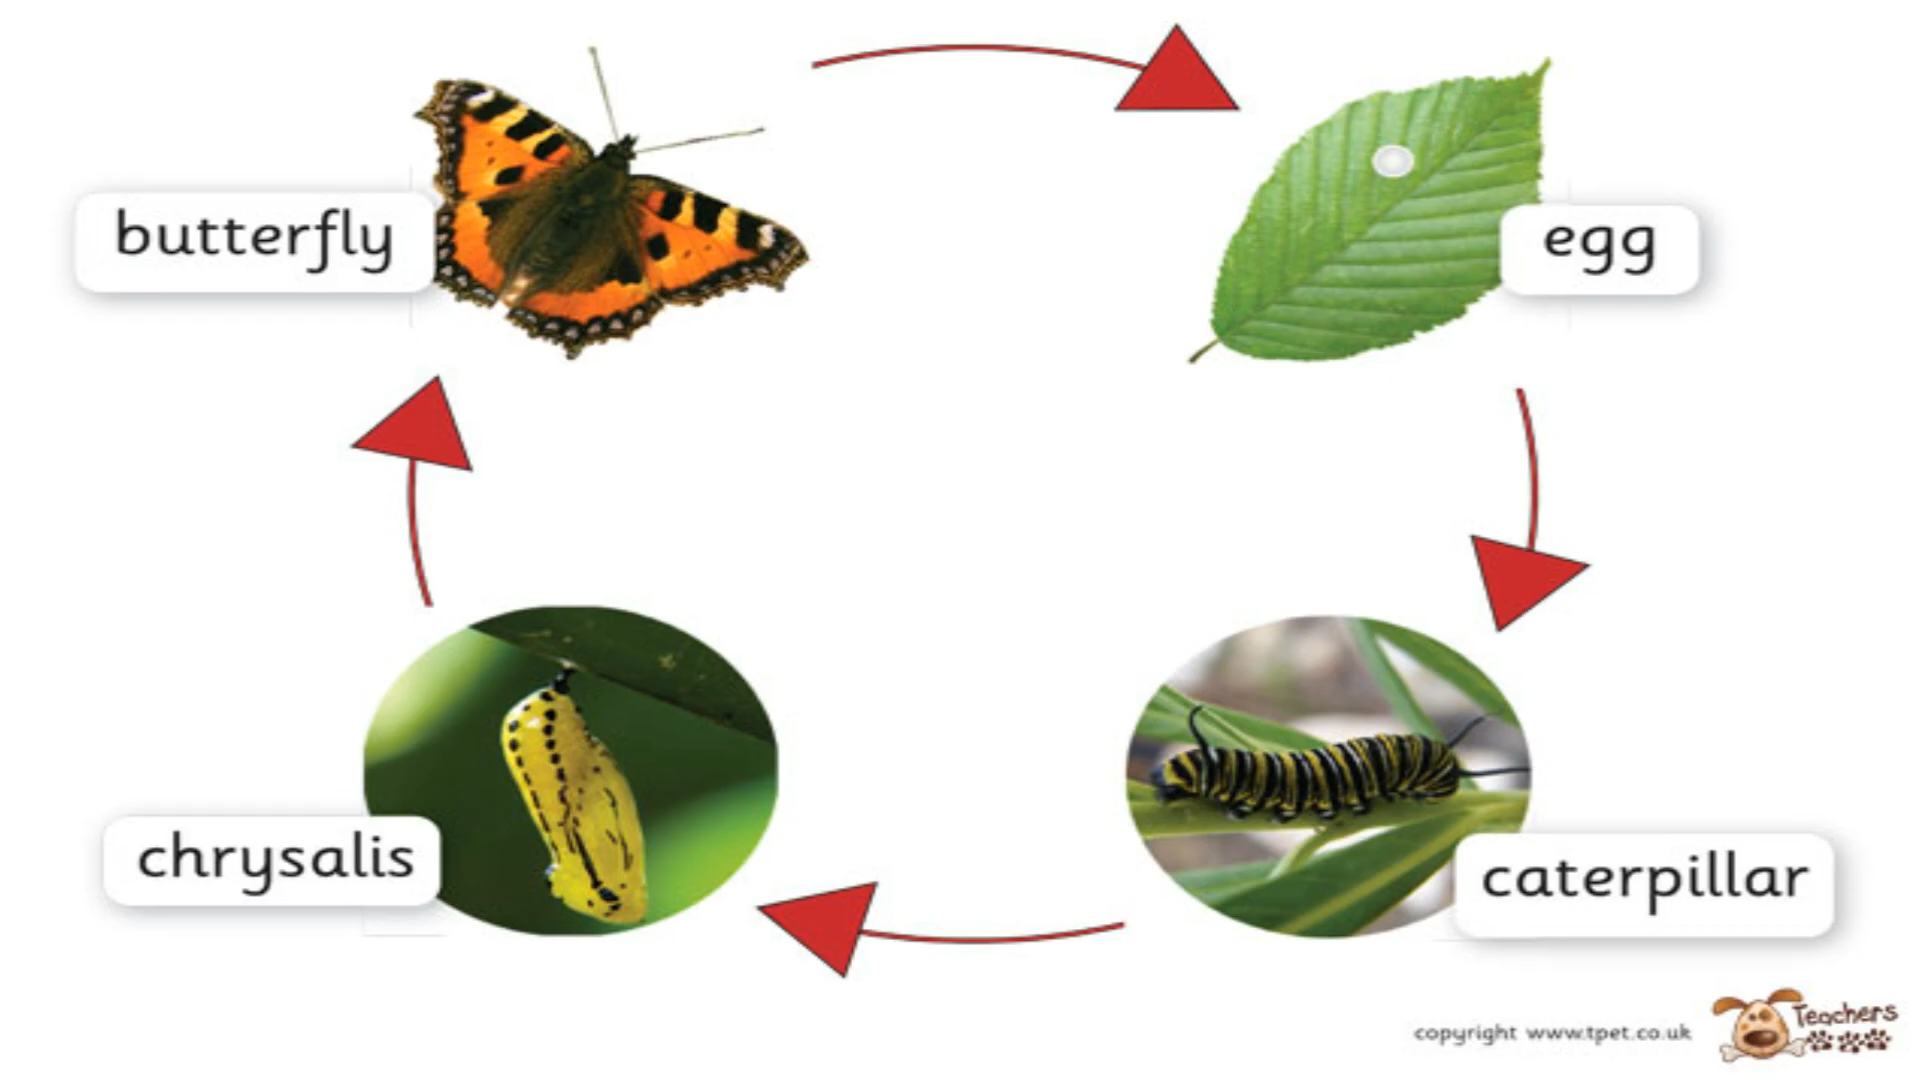 butterfly
egg
chrysalis
caterpillar
copyright www.tpet.co.uk
Teachers